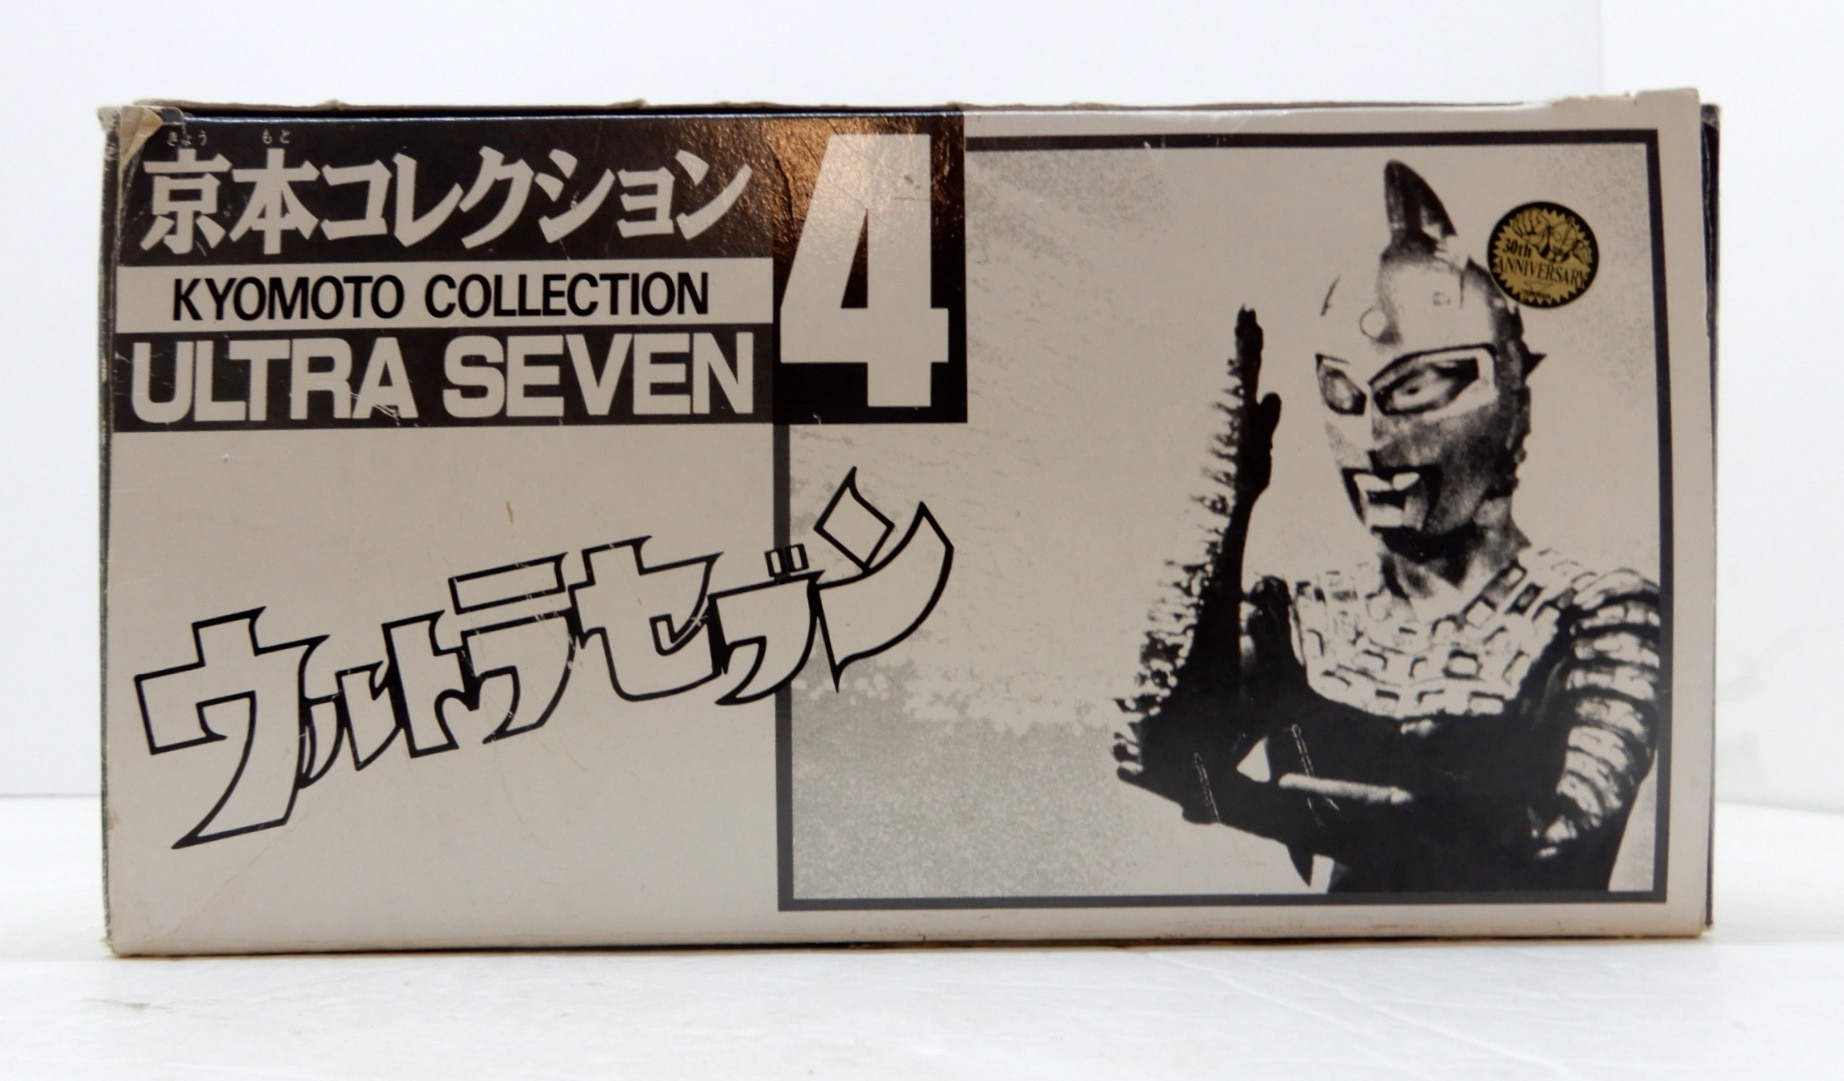 きょう もと
京本コレクション
KYOMOTO COLLECTION
ULTRA SEVEN
4
ウルトラセブン
30th
ANNIVERSARY